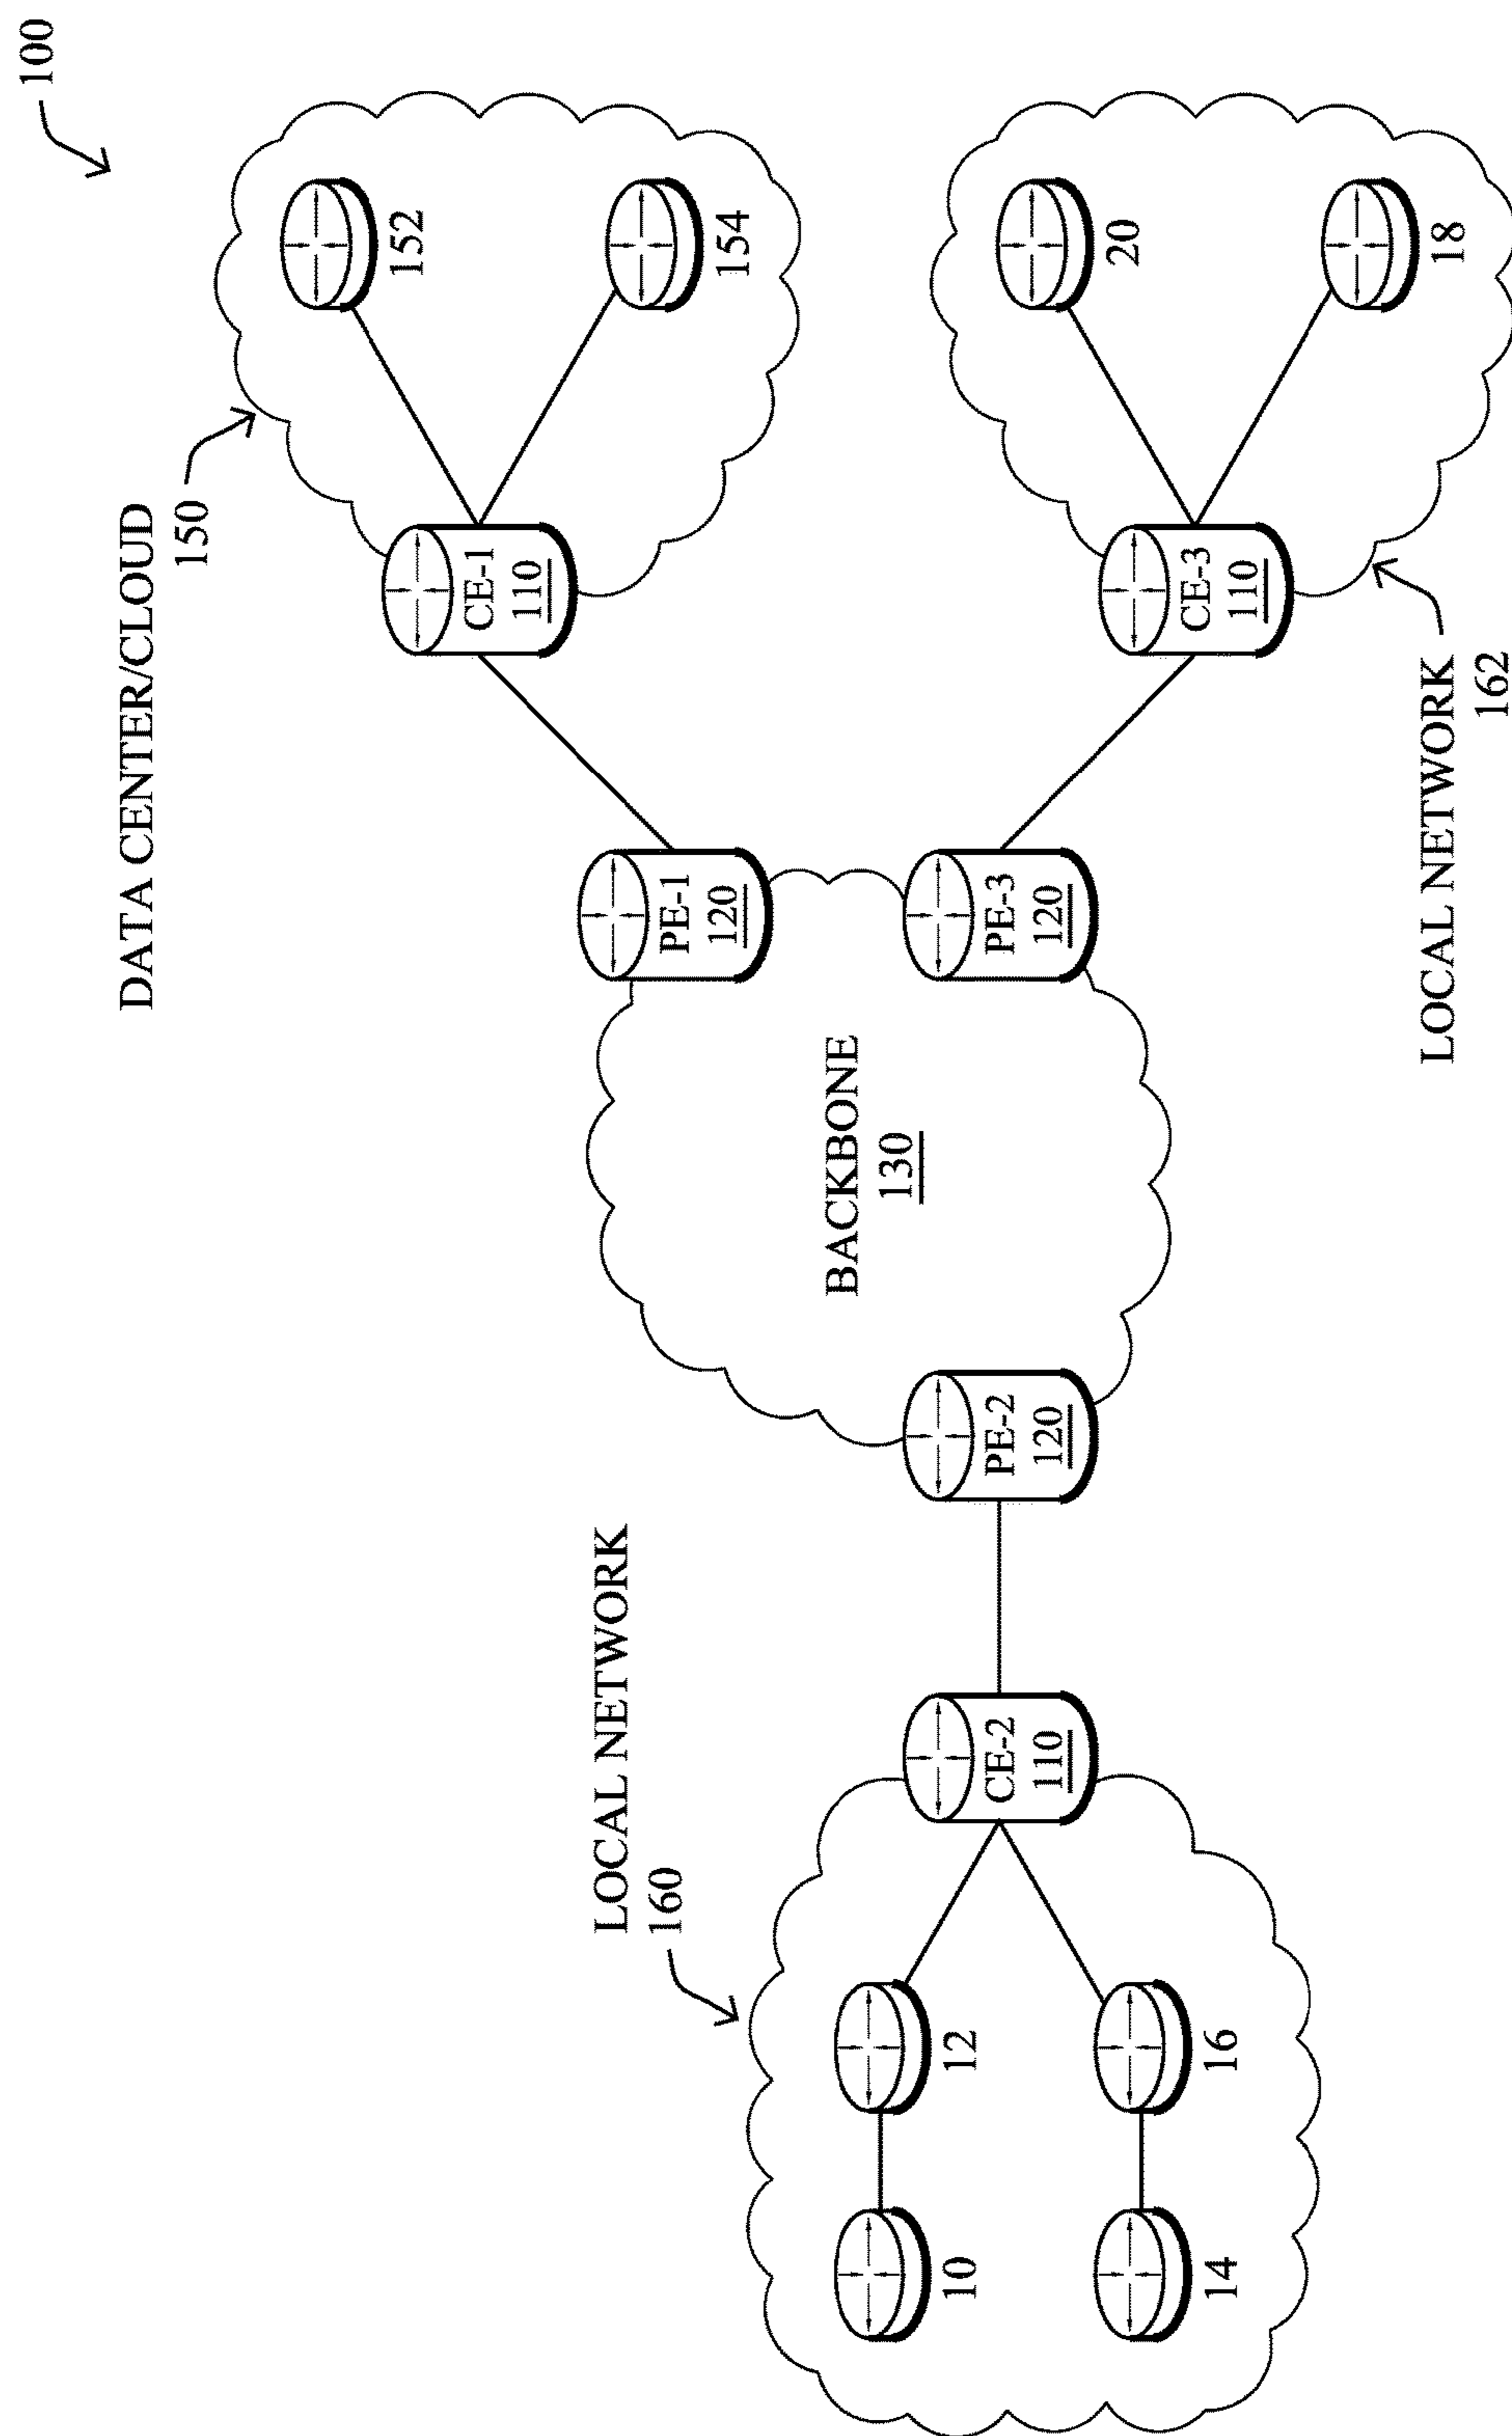 100
DATA CENTER/CLOUD
150
152
154
CE-1
110
PE-1
120
LOCAL NETWORK
160
BACKBONE
130
10
12
14
16
CE-2
110
PE-2
120
PE-3
120
CE-3
110
20
18
LOCAL NETWORK
162